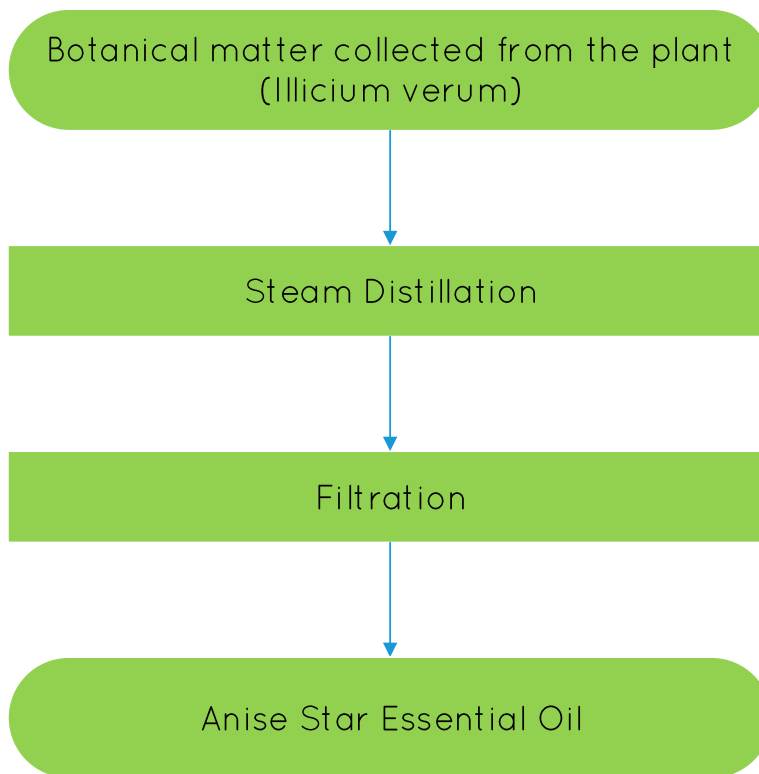 Botanical matter collected from the plant
(Illicium verum)
Steam Distillation
Filtration
Anise Star Essential Oil